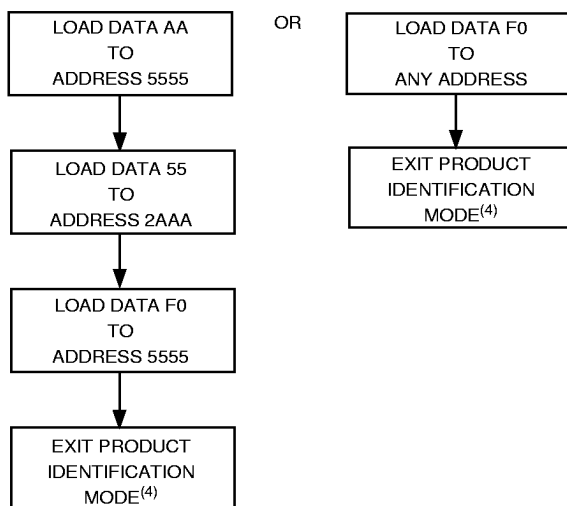 LOAD DATA AA
TO
ADDRESS 5555
LOAD DATA 55
TO
ADDRESS 2AAA
LOAD DATA F0
TO
ADDRESS 5555
EXIT PRODUCT
IDENTIFICATION
MODE(4)
OR
LOAD DATA F0
TO
ANY ADDRESS
EXIT PRODUCT
IDENTIFICATION
MODE(4)